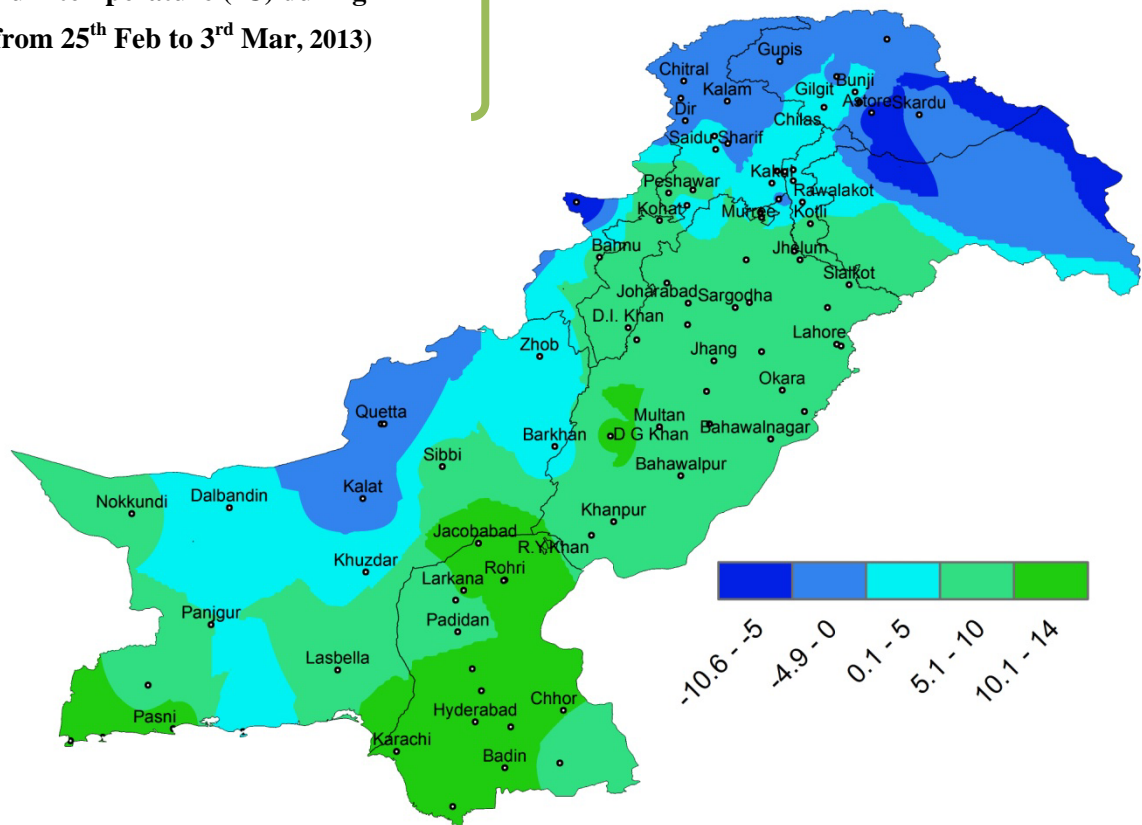 from 25th Feb to 3rd Mar, 2013)
Gupis
Chitral
Bunji
Kalam
Gilgit
Astore
Skardu
Dir
Chilas
Saidu Sharif
Kakul
Peshawar
Rawalakot
Kohat
Murree
Kotli
Bannu
Jhelum
Sialkot
Joharabad
Sargodha
D.I. Khan
Lahore
Zhob
Jhang
Okara
Quetta
Multan
Bahawalnagar
Barkhan
D G Khan
Sibbi
Bahawalpur
Kalat
Nokkundi
Dalbandin
Khanpur
Jacobabad
R.Y.Khan
Khuzdar
Rohri
Larkana
Panjgur
Padidan
Lasbella
Chhor
Pasni
Hyderabad
Karachi
Badin
-10.6 - -5
-4.9 - 0
0.1 - 5
5.1 - 10
10.1 - 14